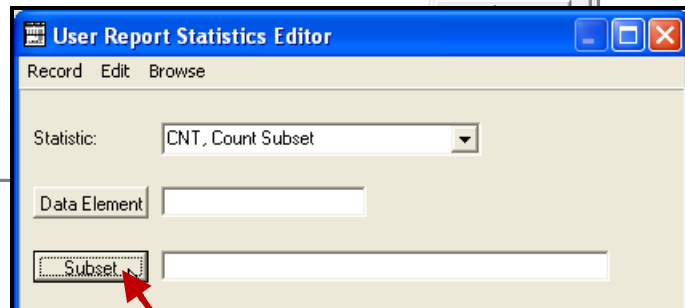 User Report Statistics Editor
Record Edit Browse
Statistic: CNT, Count Subset
Data Element
Subset